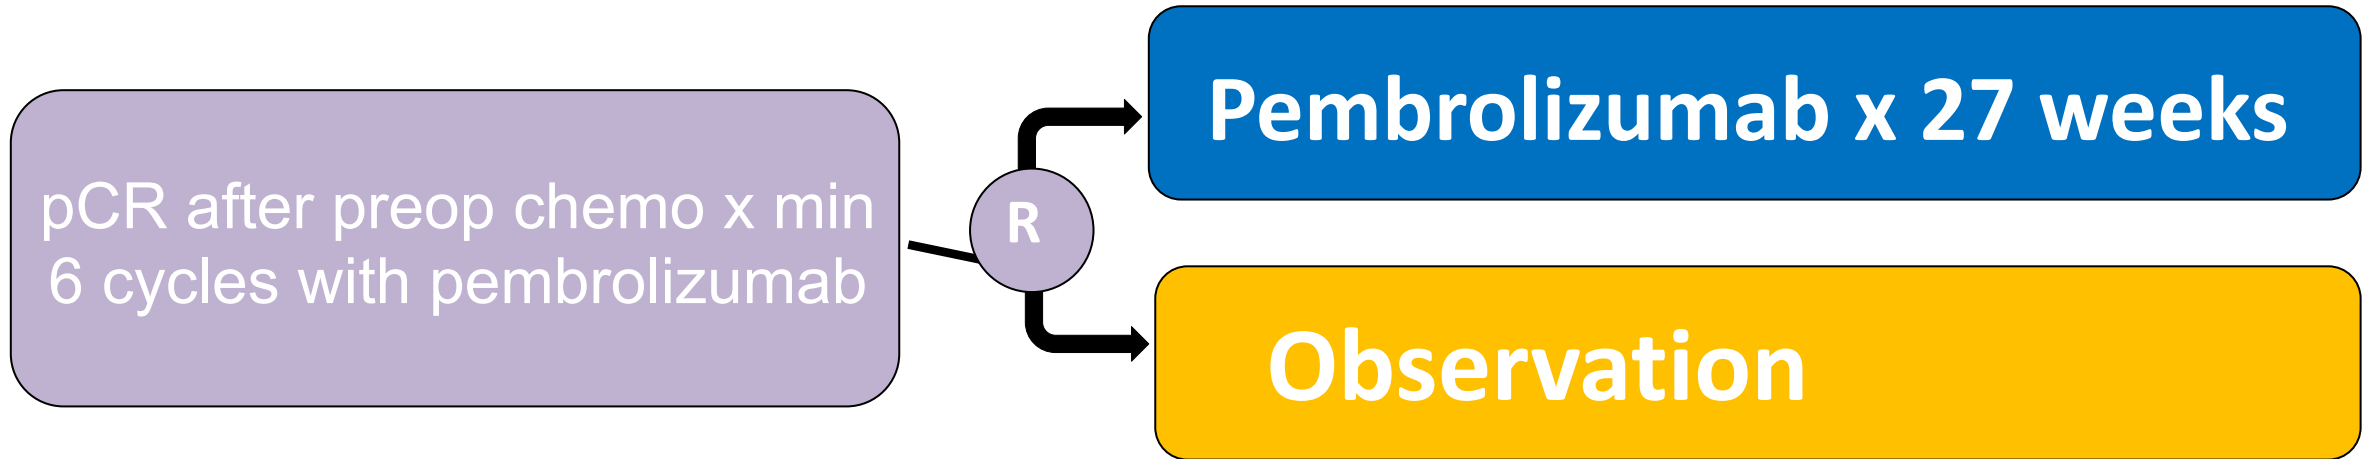 pCR after preop chemo x min
6 cycles with pembrolizumab
R
Pembrolizumab x 27 weeks
Observation